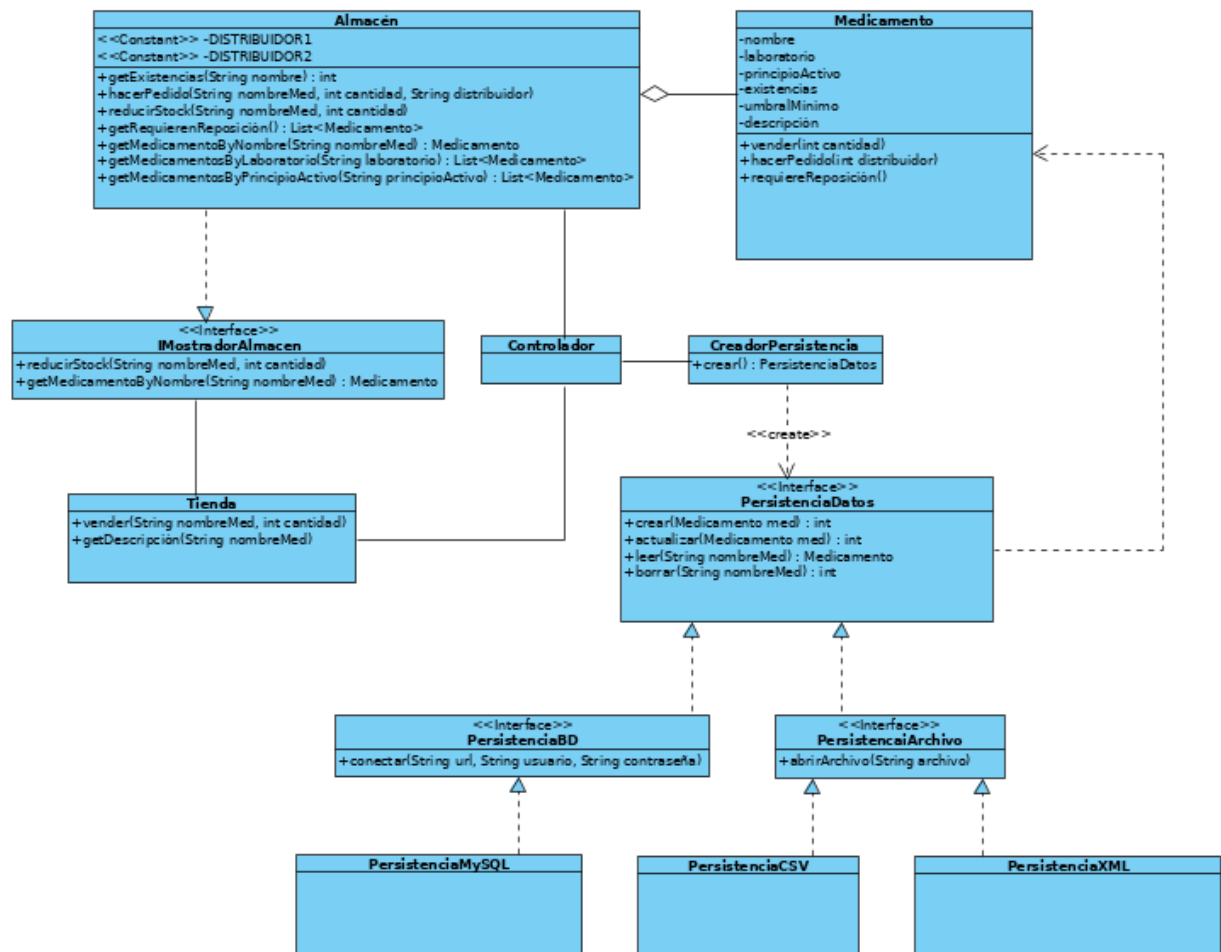 Almacén
<<Constant>> -DISTRIBUIDOR1
<<Constant>> -DISTRIBUIDOR2
+getExistencias(String nombre) : int
+hacerPedido(String nombreMed, int cantidad, String distribuidor)
+reducirStock(String nombreMed, int cantidad)
+getRequierenReposición() : List<Medicamento>
+getMedicamentoByNombre(String nombreMed) : Medicamento
+getMedicamentosByLaboratorio(String laboratorio) : List<Medicamento>
+getMedicamentosByPrincipioActivo(String principioActivo) : List<Medicamento>
Medicamento
-nombre
-laboratorio
-principioActivo
-existencias
-umbralMinimo
-descripción
+vender(int cantidad)
+hacerPedido(int distribuidor)
+requiereReposición()
<<Interface>>
IMostradorAlmacen
+reducirStock(String nombreMed, int cantidad)
+getMedicamentoByNombre(String nombreMed) : Medicamento
Controlador
CreadorPersistencia
+crear() : PersistenciaDatos
<<create>>
Tienda
+vender(String nombreMed, int cantidad)
+getDescripción(String nombreMed)
<<Interface>>
PersistenciaDatos
+crear(Medicamento med) : int
+actualizar(Medicamento med) : int
+leer(String nombreMed) : Medicamento
+borrar(String nombreMed) : int
<<Interface>>
PersistenciaBD
+conectar(String url, String usuario, String contraseña)
<<Interface>>
PersistencaiArchivo
+abrirArchivo(String archivo)
PersistenciaMySQL
PersistenciaCSV
PersistenciaXML